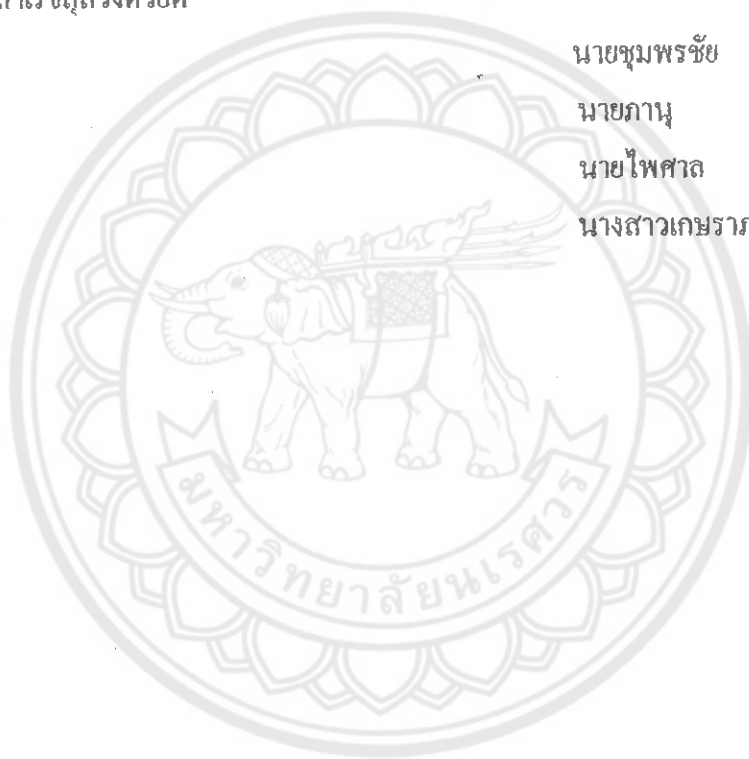 นายชุมพรชัย
นายภานุ
นายไพศาล
นางสาวเกษรา
มหาวิทยาลัยนเรศวร